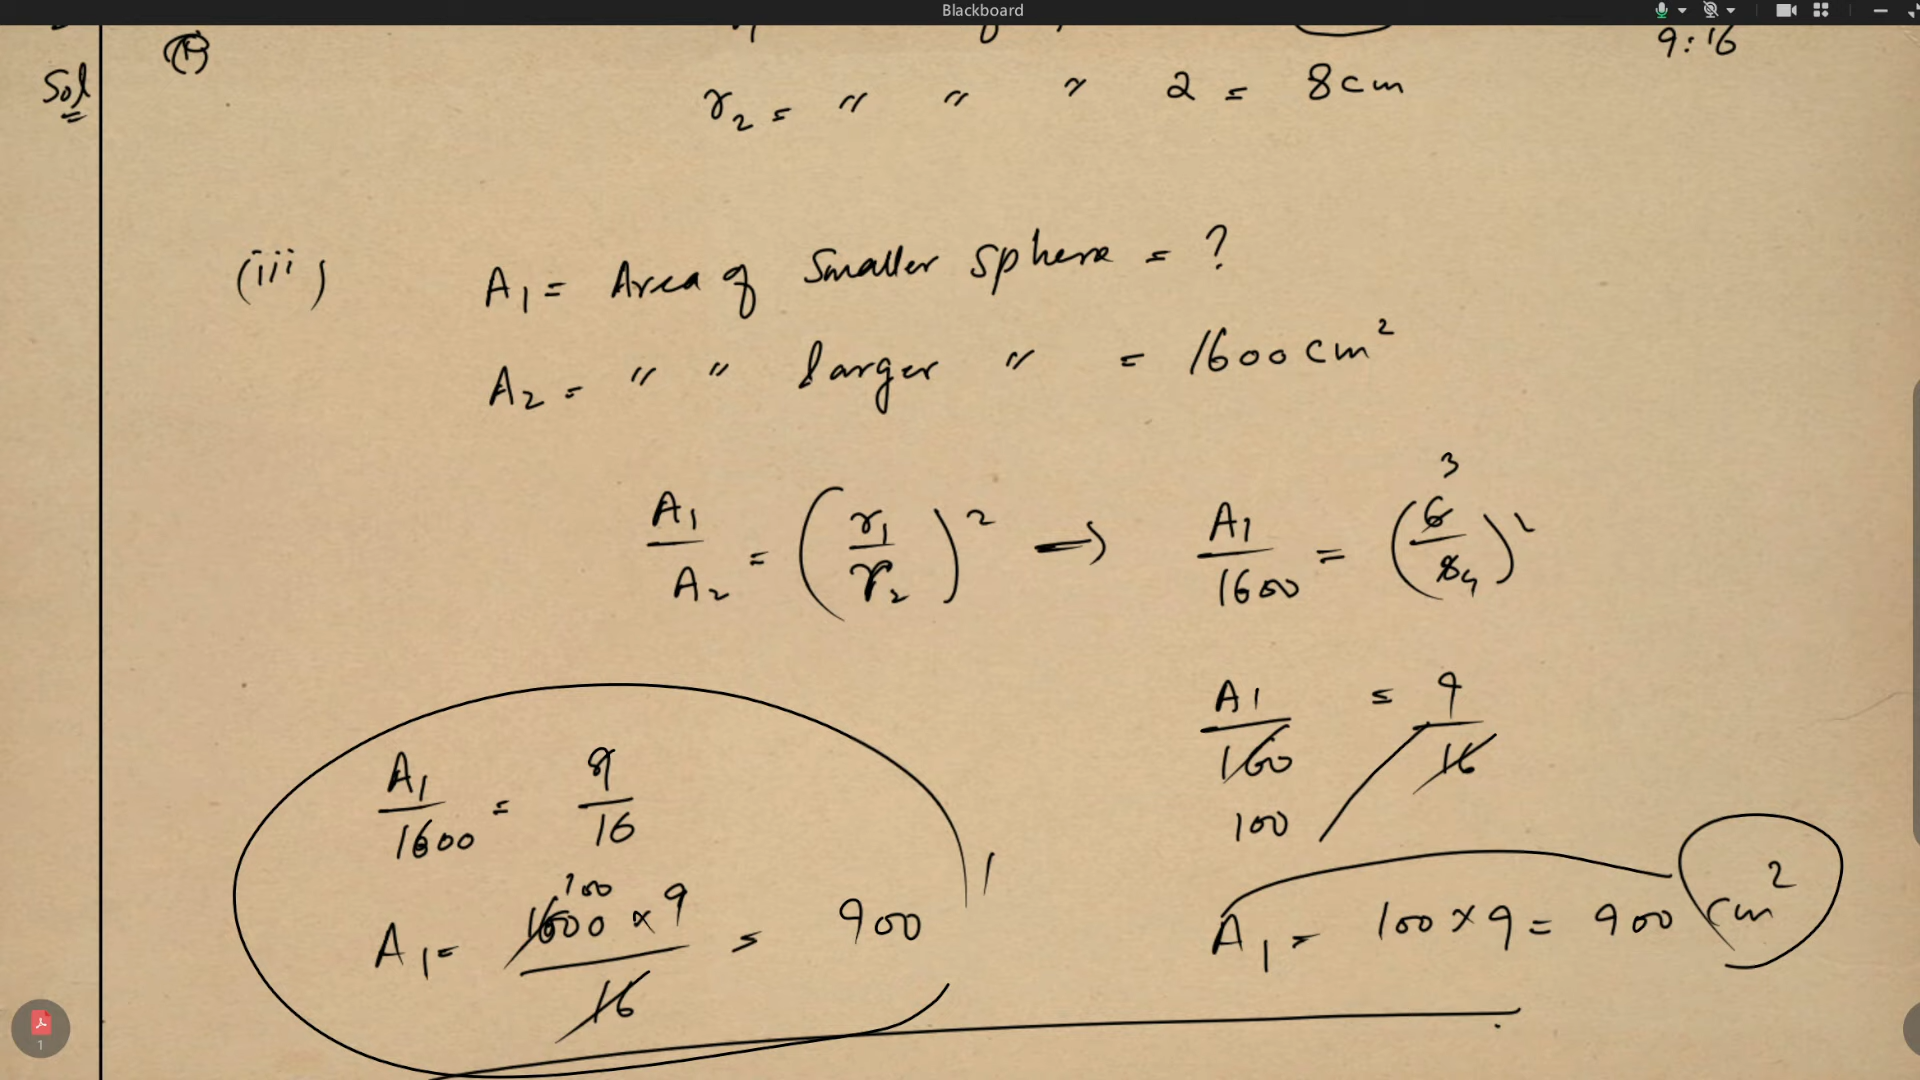 Blackboard
9:16
Sol
r₂ = " " " 2 = 8cm
(iii) A₁ = Area of Smaller Sphere = ?
A₂ = " " larger " = 1600 cm²
A₁/A₂ = (r₁/r₂)² → A₁/1600 = (6/8)²
3
4
A₁/160 = 9/16
100
A₁/1600 = 9/16
A₁ = 1600 × 9 / 16 = 900
100
A₁ = 100 × 9 = 900 cm²
1